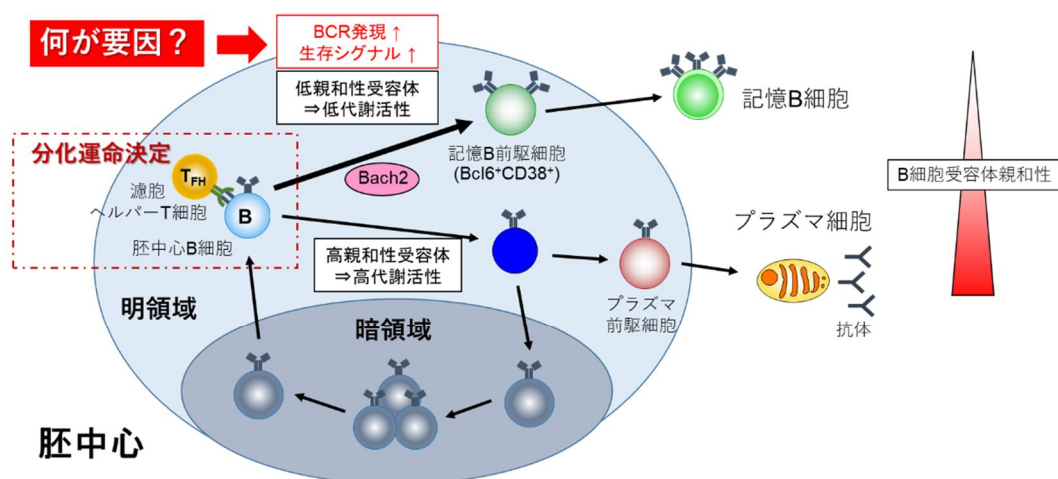 何が要因？
BCR発現 ↑
生存シグナル ↑
低親和性受容体
⇒低代謝活性
記憶B細胞
分化運命決定
TFH
濾胞
ヘルパーT細胞
B
胚中心B細胞
Bach2
記憶B前駆細胞
(Bcl6⁺CD38⁺)
B細胞受容体親和性
高親和性受容体
⇒高代謝活性
プラズマ細胞
プラズマ
前駆細胞
抗体
明領域
暗領域
胚中心